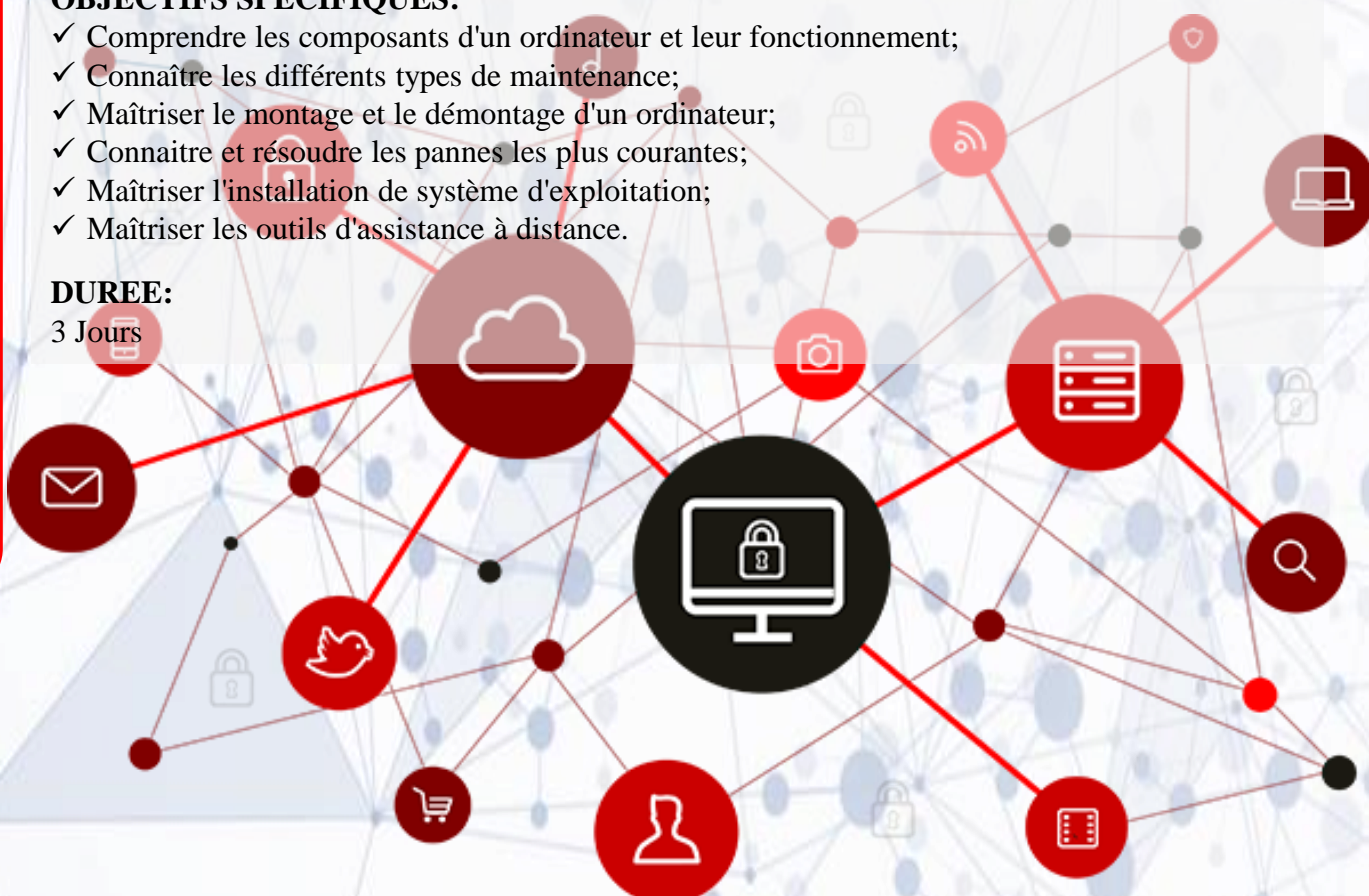 OBJECTIFS SPECIFIQUES:
✓ Comprendre les composants d'un ordinateur et leur fonctionnement;
✓ Connaître les différents types de maintenance;
✓ Maîtriser le montage et le démontage d'un ordinateur;
✓ Connaitre et résoudre les pannes les plus courantes;
✓ Maîtriser l'installation de système d'exploitation;
✓ Maîtriser les outils d'assistance à distance.
DUREE:
3 Jours